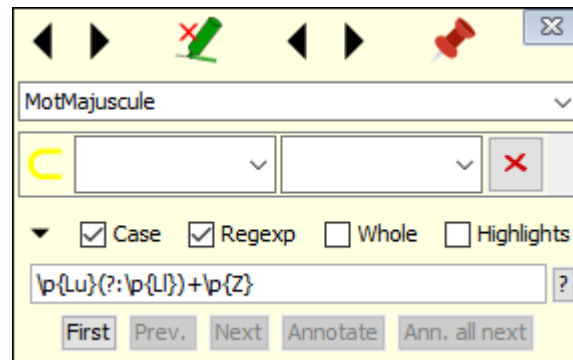 MotMajuscule
Case Regexp Whole Highlights
\p{Lu}(?:\p{Ll})+\p{Z}
?
First Prev. Next Annotate Ann. all next